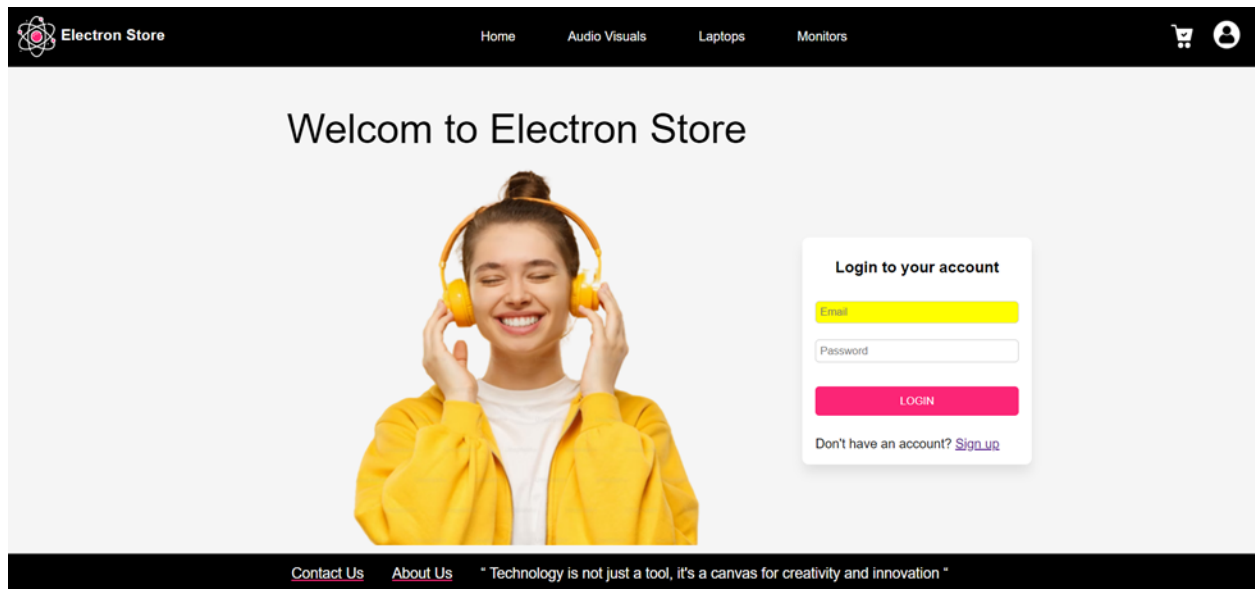 Electron Store
Home Audio Visuals Laptops Monitors
Welcom to Electron Store
Login to your account
Email
Password
LOGIN
Don't have an account? Sign up
Contact Us About Us “ Technology is not just a tool, it's a canvas for creativity and innovation “